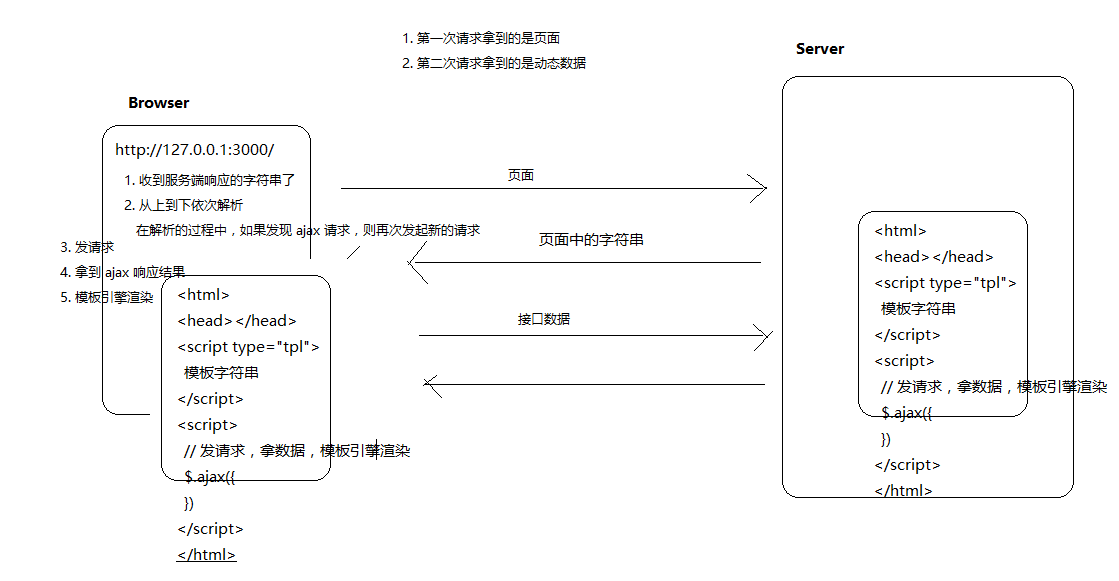 1. 第一次请求拿到的是页面
2. 第二次请求拿到的是动态数据
Server
Browser
http://127.0.0.1:3000/
1. 收到服务端响应的字符串了
2. 从上到下依次解析
在解析的过程中，如果发现 ajax 请求，则再次发起新的请求
3. 发请求
4. 拿到 ajax 响应结果
5. 模板引擎渲染
<html>
<head></head>
<script type="tpl">
模板字符串
</script>
<script>
// 发请求，拿数据，模板引擎渲染
$.ajax({
})
</script>
</html>
页面
页面中的字符串
接口数据
<html>
<head></head>
<script type="tpl">
模板字符串
</script>
<script>
// 发请求，拿数据，模板引擎渲染
$.ajax({
})
</script>
</html>